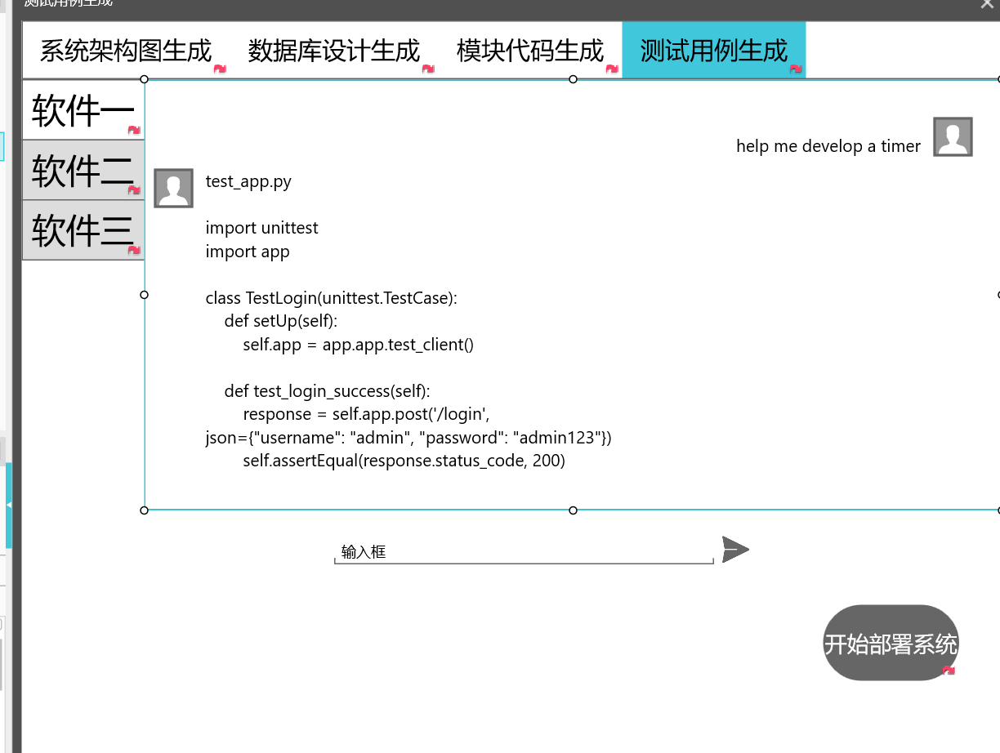 测试用例生成
系统架构图生成
数据库设计生成
模块代码生成
测试用例生成
软件一
软件二
软件三
help me develop a timer
test_app.py
import unittest
import app
class TestLogin(unittest.TestCase):
def setUp(self):
self.app = app.app.test_client()
def test_login_success(self):
response = self.app.post('/login',
json={"username": "admin", "password": "admin123"})
self.assertEqual(response.status_code, 200)
输入框
开始部署系统